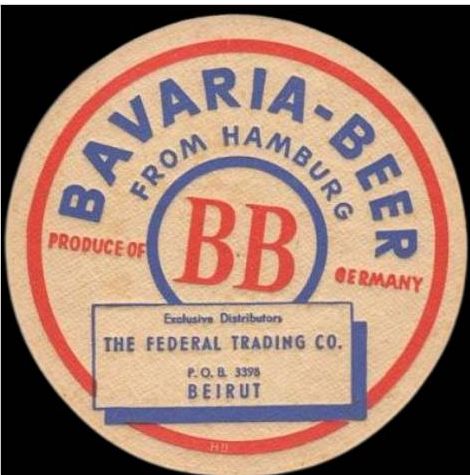 BAVARIA-BEER
FROM HAMBURG
BB
PRODUCE OF
GERMANY
Exclusive Distributors
THE FEDERAL TRADING CO.
P.O.B. 3398
BEIRUT